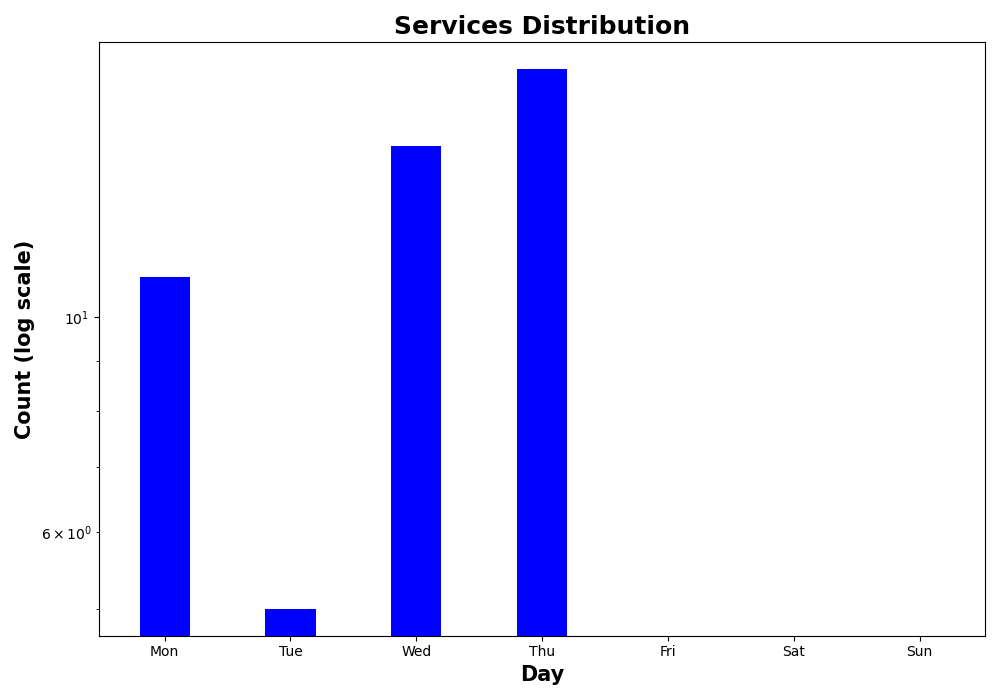 Services Distribution
Count (log scale)
10¹
6 × 10⁰
Mon Tue Wed Thu Fri Sat Sun
Day